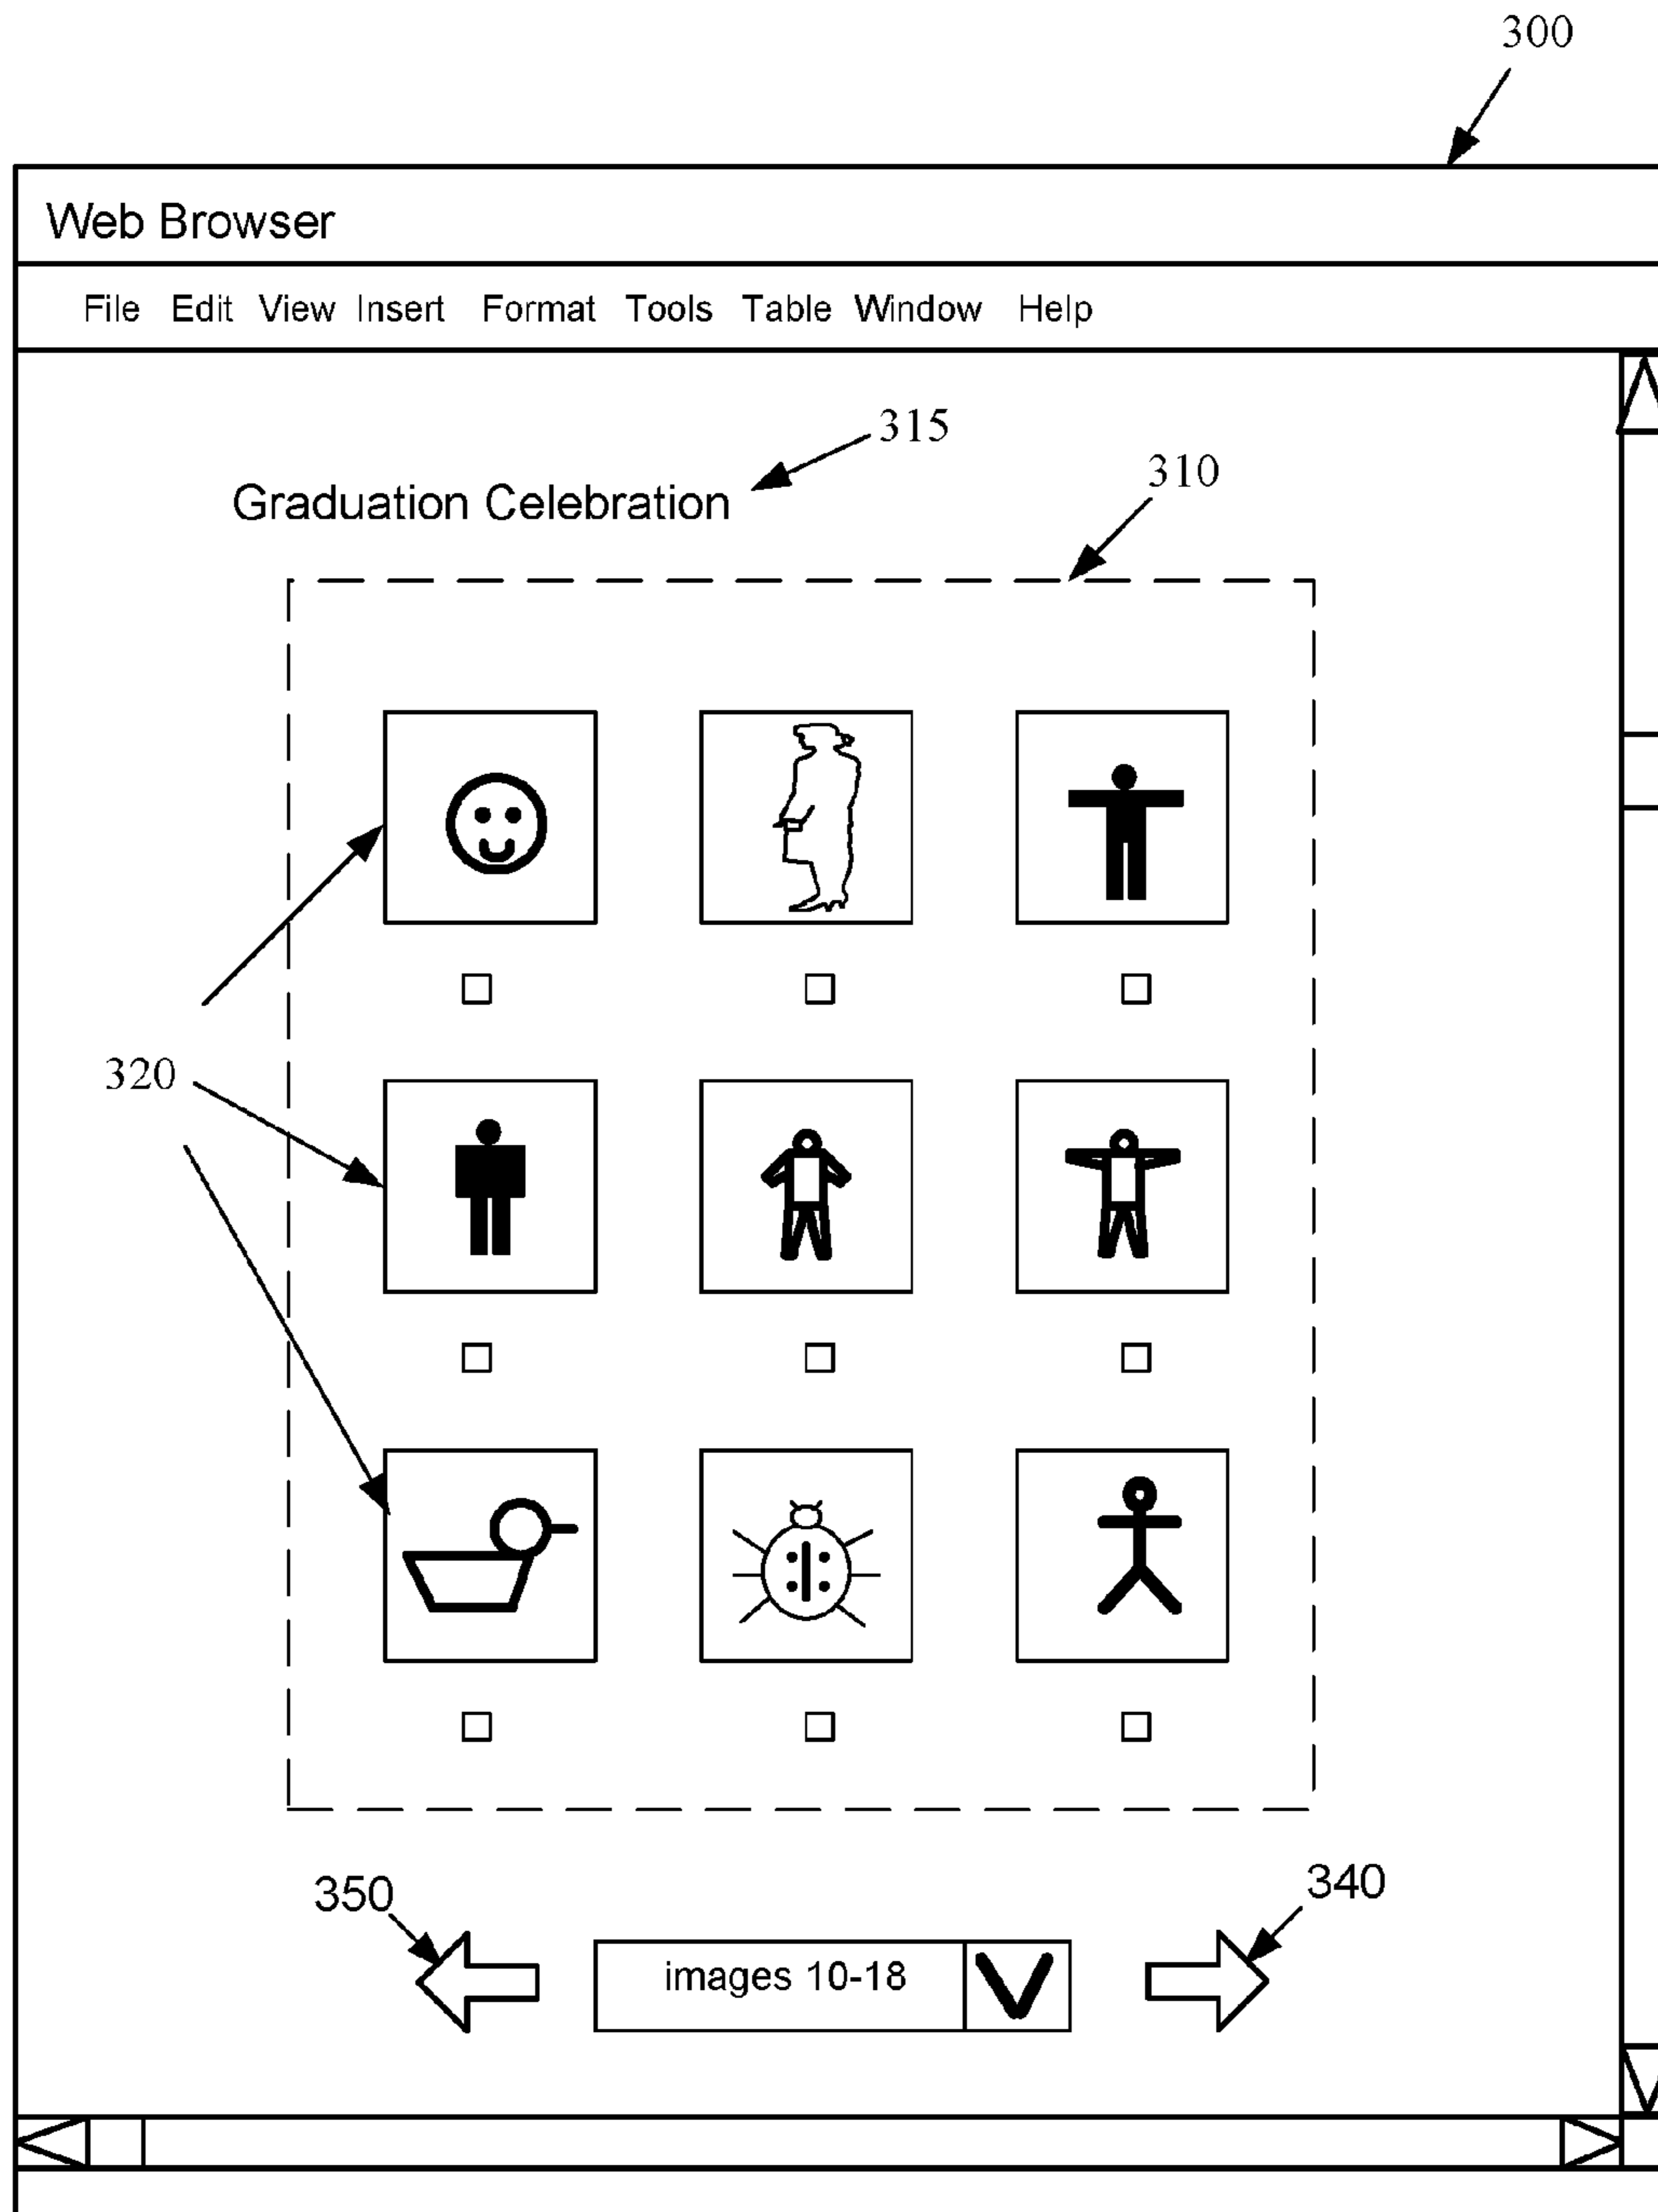 300
Web Browser
File Edit View Insert Format Tools Table Window Help
315
310
Graduation Celebration
320
350
340
images 10-18